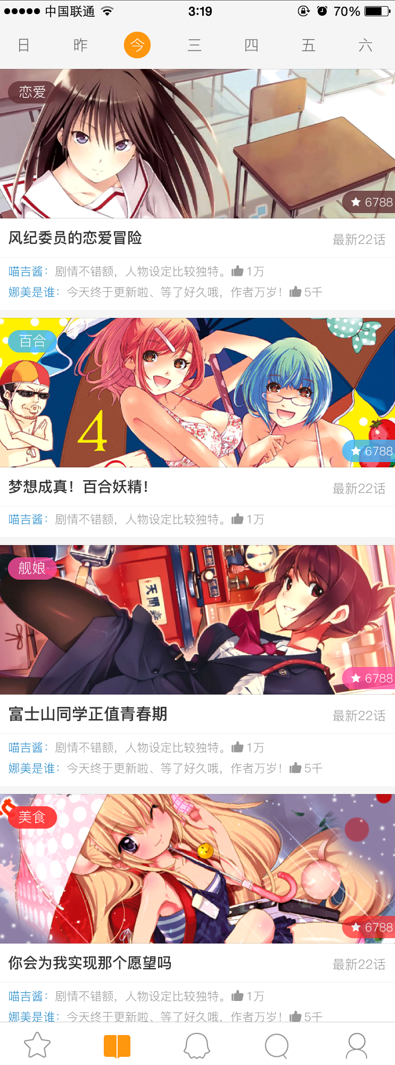 中国联通 3:19 70%
日 昨 今 三 四 五 六
恋爱
6788
风纪委员的恋爱冒险 最新22话
喵吉酱：剧情不错额，人物设定比较独特。 1万
娜美是谁：今天终于更新啦、等了好久哦，作者万岁！ 5千
百合
4
6788
梦想成真！百合妖精！ 最新22话
喵吉酱：剧情不错额，人物设定比较独特。 1万
舰娘
6788
富士山同学正值青春期 最新22话
喵吉酱：剧情不错额，人物设定比较独特。 1万
娜美是谁：今天终于更新啦、等了好久哦，作者万岁！ 5千
美食
6788
你会为我实现那个愿望吗 最新22话
喵吉酱：剧情不错额，人物设定比较独特。 1万
娜美是谁：今天终于更新啦、等了好久哦，作者万岁！ 5千